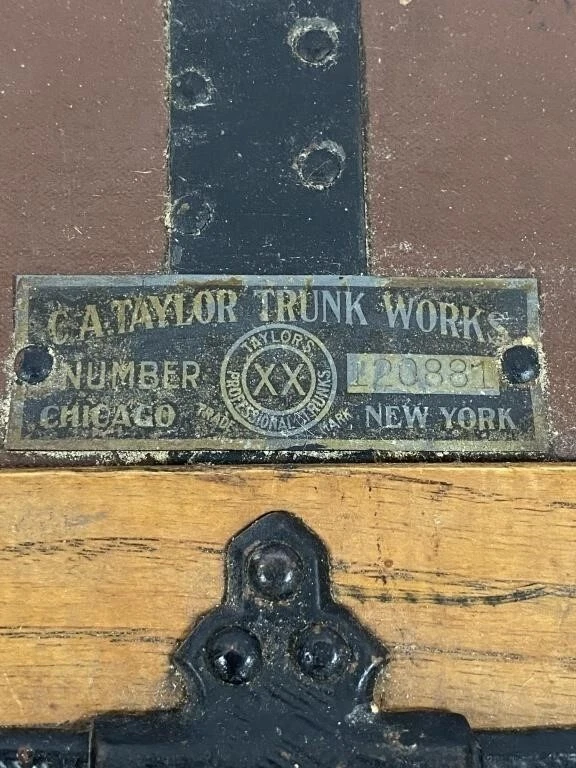 C.A. TAYLOR TRUNK WORKS
NUMBER 120881
TAYLOR'S
XX
PROFESSIONAL TRUNKS.
CHICAGO TRADE MARK NEW YORK